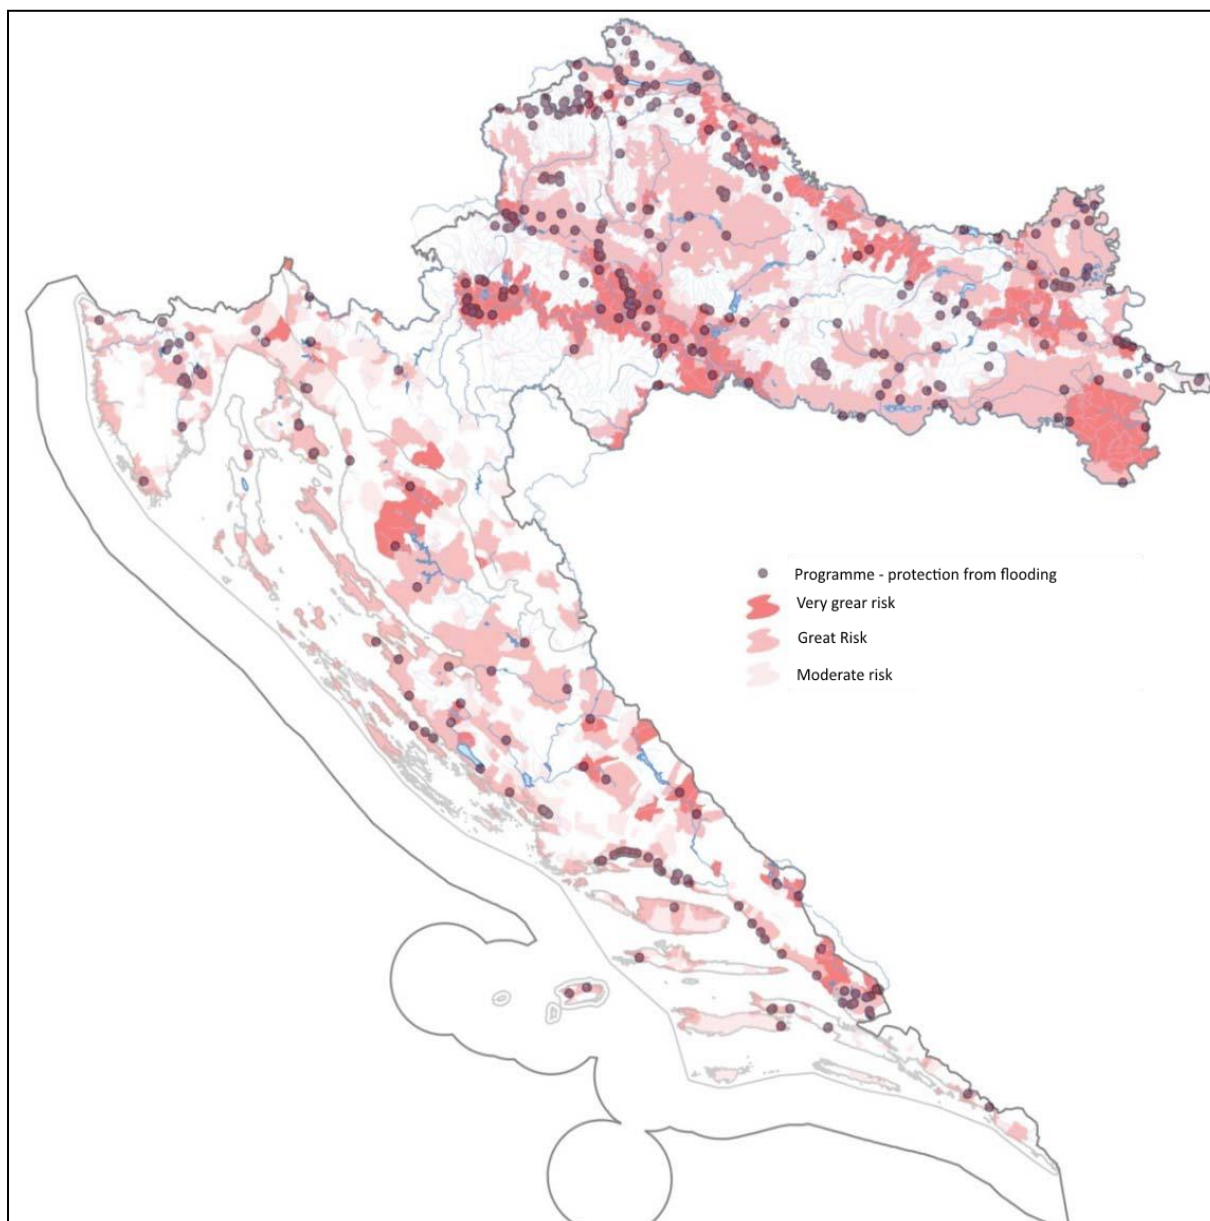 Programme - protection from flooding
Very grear risk
Great Risk
Moderate risk